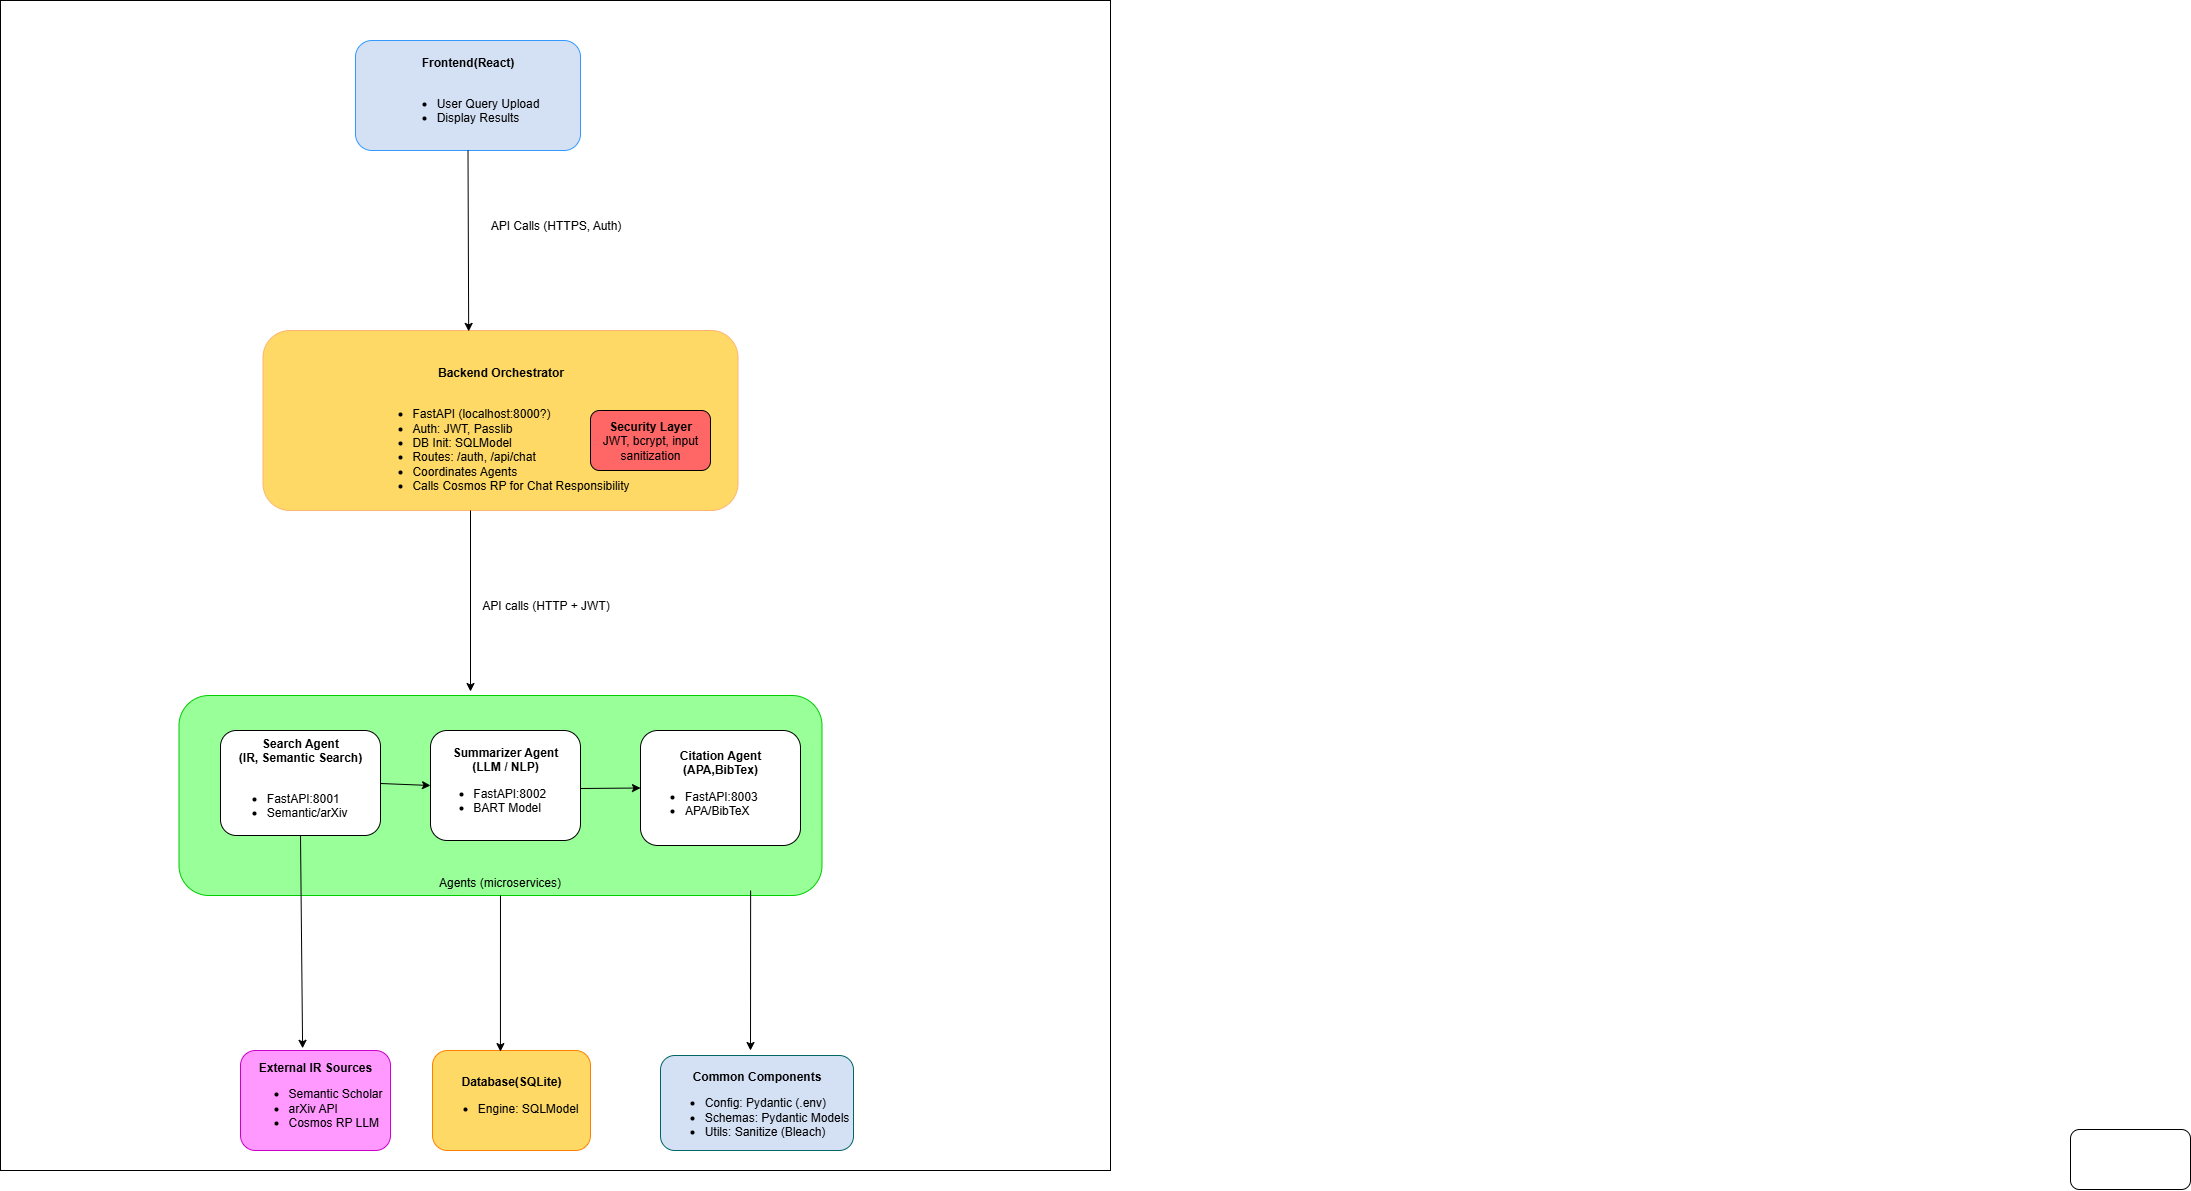 Frontend(React)
• User Query Upload
• Display Results
API Calls (HTTPS, Auth)
Backend Orchestrator
• FastAPI (localhost:8000?)
• Auth: JWT, Passlib
• DB Init: SQLModel
• Routes: /auth, /api/chat
• Coordinates Agents
• Calls Cosmos RP for Chat Responsibility
Security Layer
JWT, bcrypt, input
sanitization
API calls (HTTP + JWT)
Search Agent
(IR, Semantic Search)
• FastAPI:8001
• Semantic/arXiv
Summarizer Agent
(LLM / NLP)
• FastAPI:8002
• BART Model
Citation Agent
(APA,BibTex)
• FastAPI:8003
• APA/BibTeX
Agents (microservices)
External IR Sources
• Semantic Scholar
• arXiv API
• Cosmos RP LLM
Database(SQLite)
• Engine: SQLModel
Common Components
• Config: Pydantic (.env)
• Schemas: Pydantic Models
• Utils: Sanitize (Bleach)